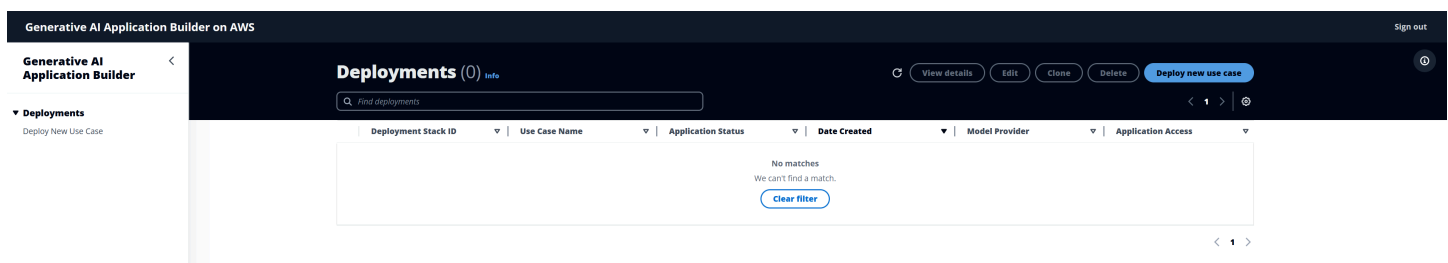 Generative AI Application Builder on AWS
Sign out
Generative AI
Application Builder
Deployments
Deploy New Use Case
Deployments (0) Info
View details Edit Clone Delete Deploy new use case
Find deployments
1
Deployment Stack ID Use Case Name Application Status Date Created Model Provider Application Access
No matches
We can't find a match.
Clear filter
1